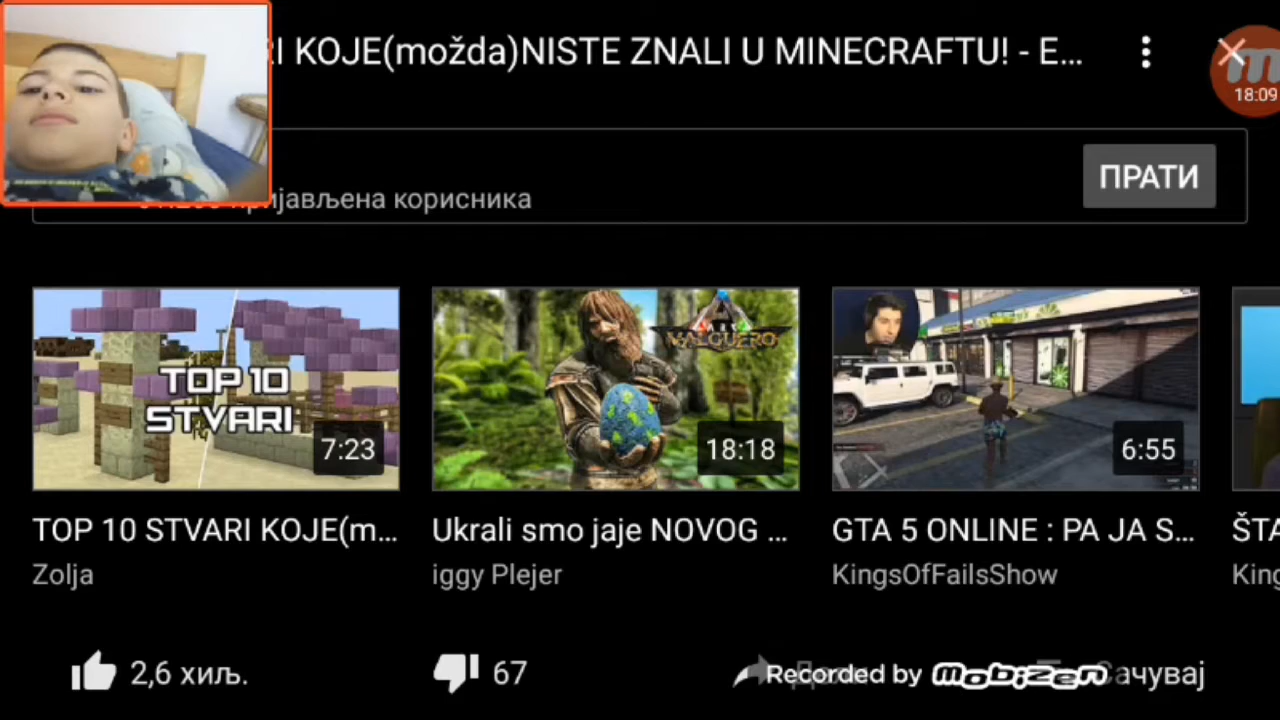 RI KOJE(možda)NISTE ZNALI U MINECRAFTU! - E...
18:09
ПРАТИ
пријављена корисника
TOP 10
STVARI
7:23
MALGUERO
18:18
6:55
TOP 10 STVARI KOJE(m...
Ukrali smo jaje NOVOG ...
GTA 5 ONLINE : PA JA S...
ŠTA
Zolja
iggy Plejer
KingsOfFailsShow
King
2,6 хиљ.
67
Recorded by mobizen
Сачувај